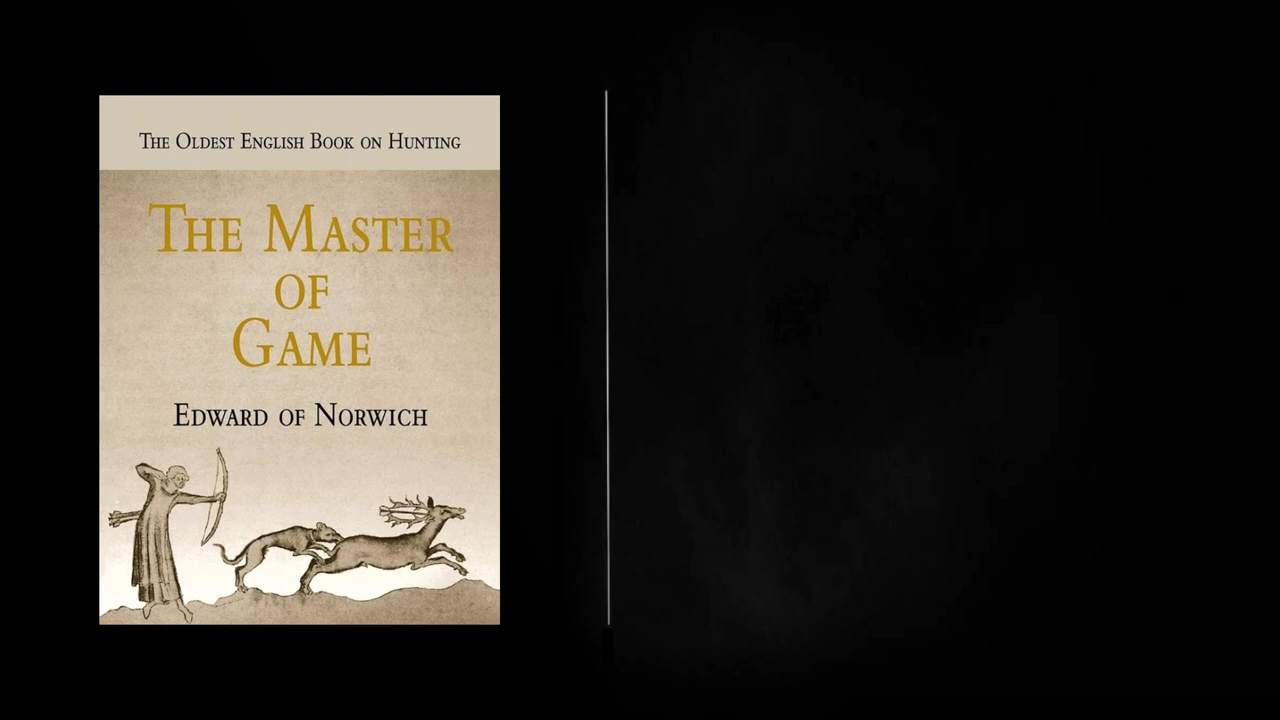 The Oldest English Book on Hunting
The Master
of
Game
Edward of Norwich